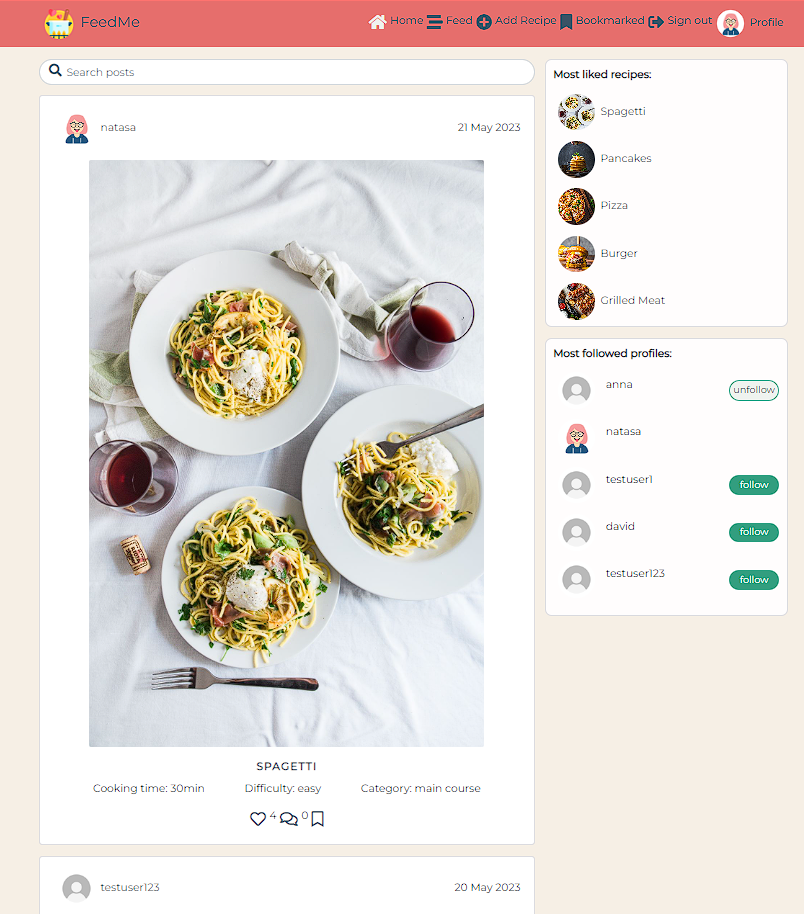 FeedMe
Home Feed Add Recipe Bookmarked Sign out Profile
Search posts
natasa
21 May 2023
SPAGETTI
Cooking time: 30min Difficulty: easy Category: main course
4 0
testuser123
20 May 2023
Most liked recipes:
Spagetti
Pancakes
Pizza
Burger
Grilled Meat
Most followed profiles:
anna unfollow
natasa
testuser1 follow
david follow
testuser123 follow